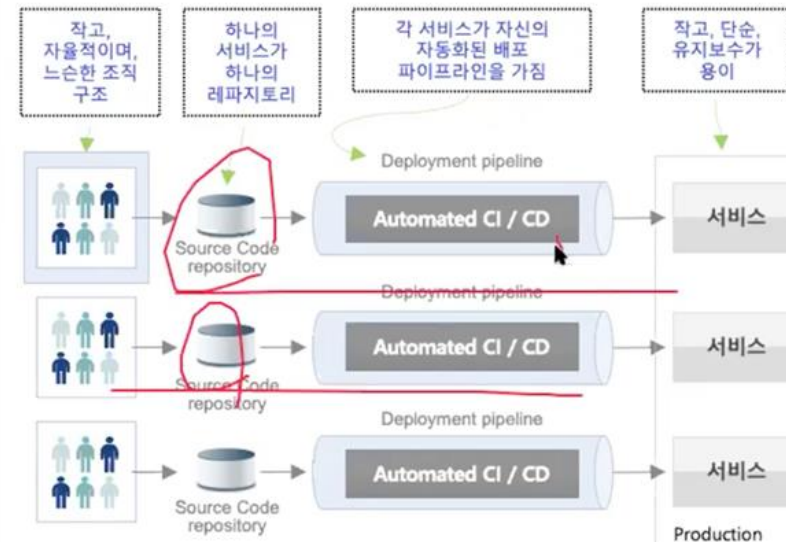 작고,
자율적이며,
느슨한 조직
구조
하나의
서비스가
하나의
레파지토리
각 서비스가 자신의
자동화된 배포
파이프라인을 가짐
작고, 단순,
유지보수가
용이
Deployment pipeline
Automated CI / CD
서비스
Source Code
repository
Deployment pipeline
Automated CI / CD
서비스
Source Code
repository
Deployment pipeline
Automated CI / CD
서비스
Source Code
repository
Production